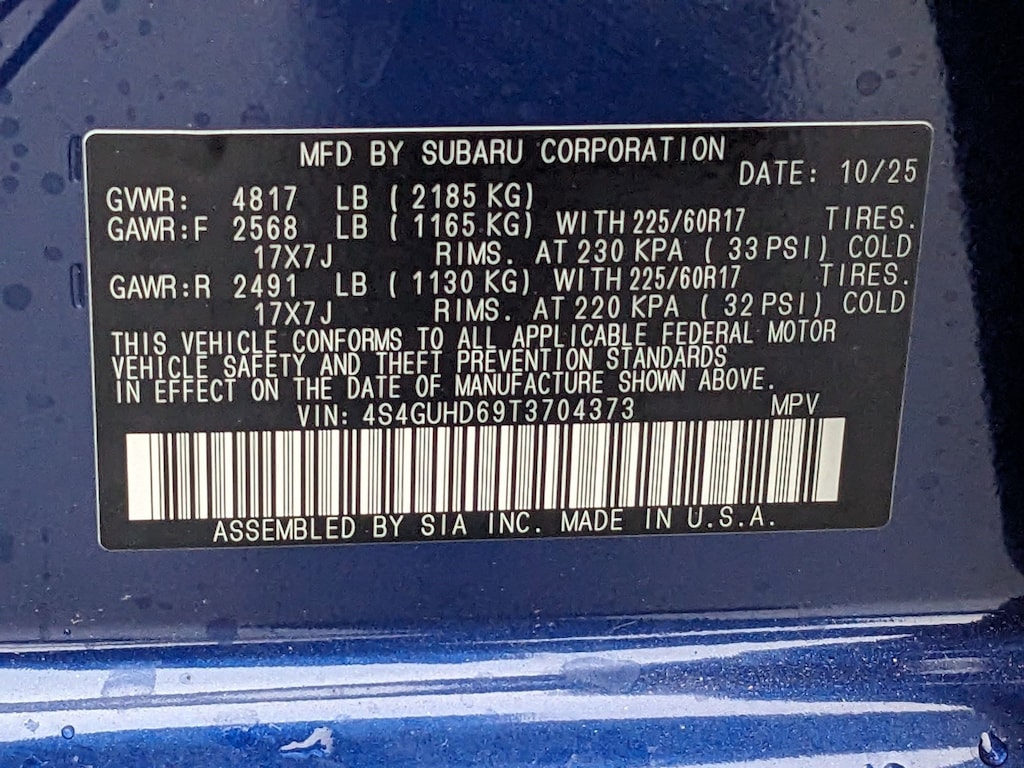 MFD BY SUBARU CORPORATION
DATE: 10/25
GVWR: 4817 LB ( 2185 KG)
GAWR:F 2568 LB ( 1165 KG) WITH 225/60R17 TIRES.
17X7J RIMS. AT 230 KPA ( 33 PSI) COLD
GAWR:R 2491 LB ( 1130 KG) WITH 225/60R17 TIRES.
17X7J RIMS. AT 220 KPA ( 32 PSI) COLD
THIS VEHICLE CONFORMS TO ALL APPLICABLE FEDERAL MOTOR
VEHICLE SAFETY AND THEFT PREVENTION STANDARDS
IN EFFECT ON THE DATE OF MANUFACTURE SHOWN ABOVE.
VIN: 4S4GUHD69T3704373 MPV
ASSEMBLED BY SIA INC. MADE IN U.S.A.